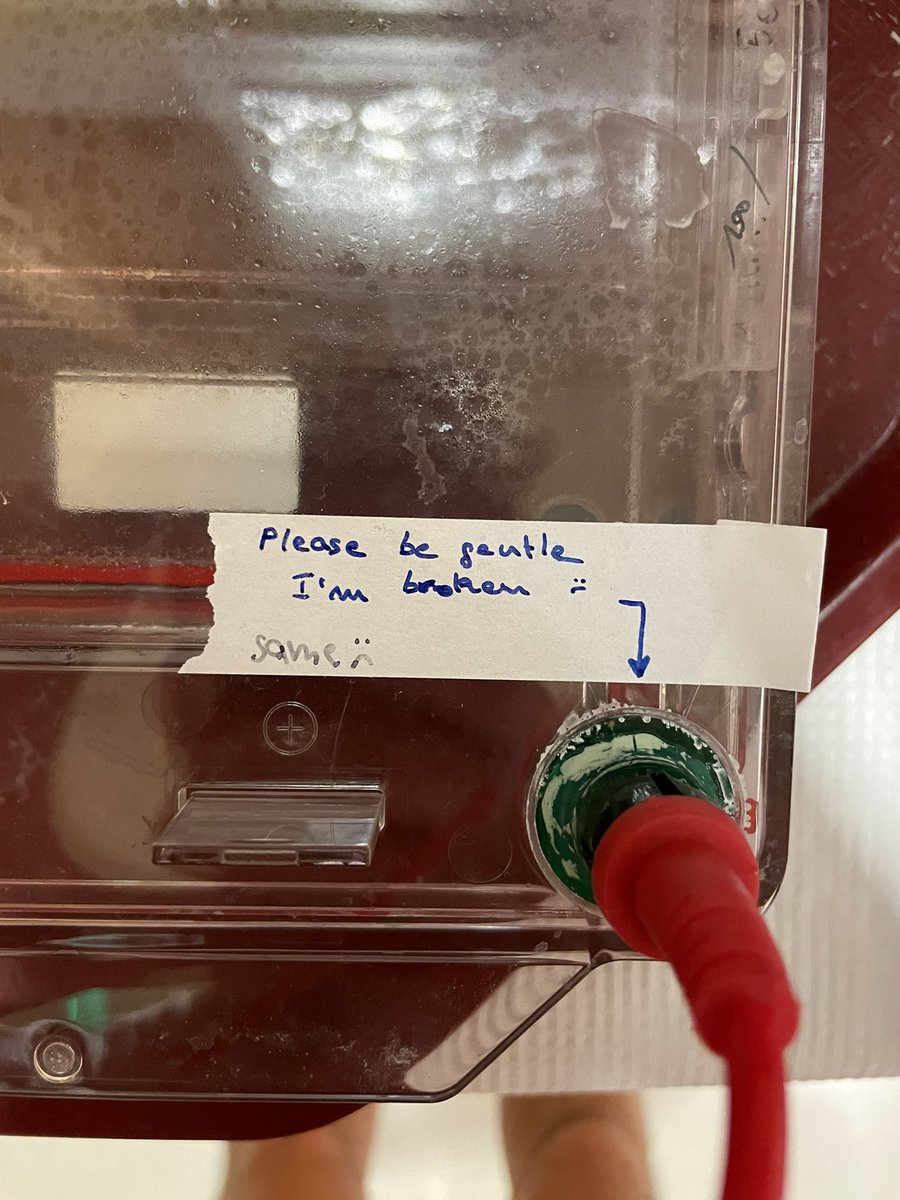 Please be gentle
I'm broken :(
same :(